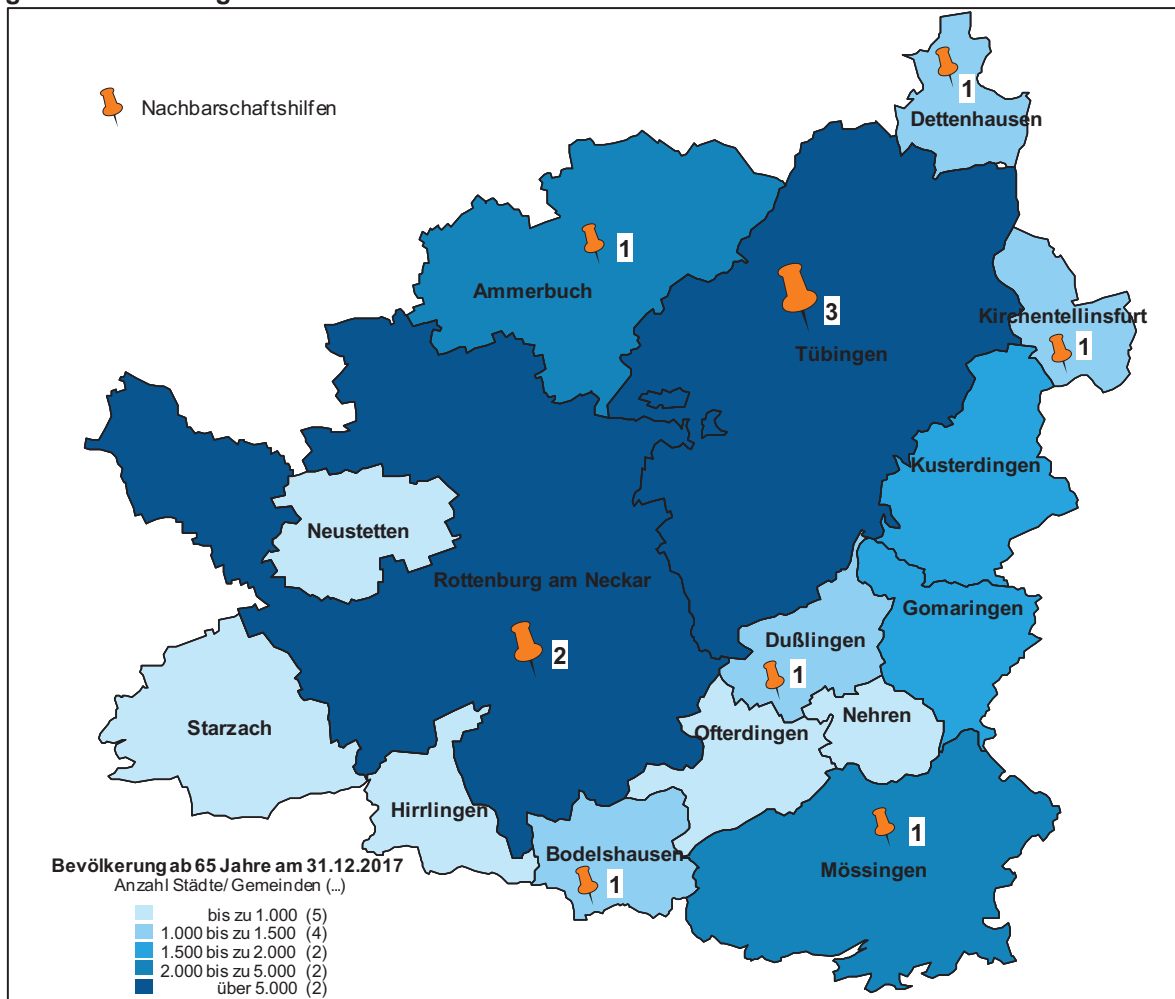 Nachbarschaftshilfen
1
Dettenhausen
1
Ammerbuch
3
Tübingen
Kirchentellinsfurt
1
Kusterdingen
Neustetten
Rottenburg am Neckar
2
Gomaringen
Dußlingen
1
Starzach
Ofterdingen
Nehren
Hirrlingen
1
Mössingen
Bodelshausen
1
Bevölkerung ab 65 Jahre am 31.12.2017
Anzahl Städte/Gemeinden (...)
bis zu 1.000 (5)
1.000 bis zu 1.500 (4)
1.500 bis zu 2.000 (2)
2.000 bis zu 5.000 (2)
über 5.000 (2)